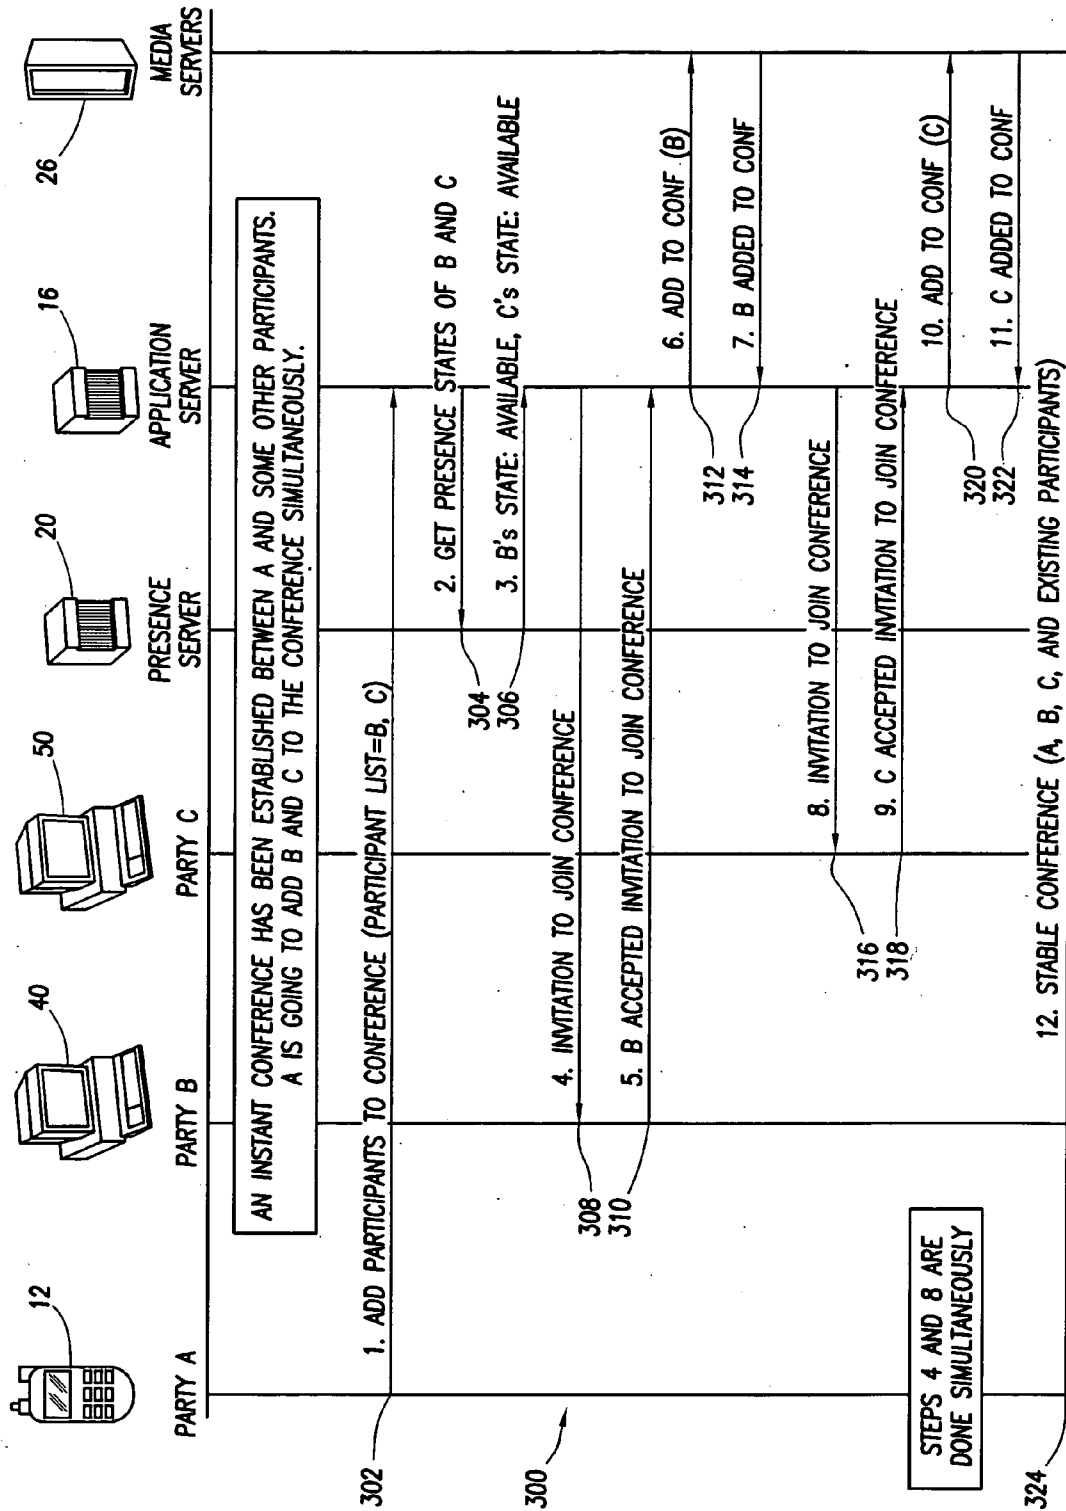 12
40
50
20
16
26
PARTY A
PARTY B
PARTY C
PRESENCE
SERVER
APPLICATION
SERVER
MEDIA
SERVERS
AN INSTANT CONFERENCE HAS BEEN ESTABLISHED BETWEEN A AND SOME OTHER PARTICIPANTS.
A IS GOING TO ADD B AND C TO THE CONFERENCE SIMULTANEOUSLY.
302
1. ADD PARTICIPANTS TO CONFERENCE (PARTICIPANT LIST=B, C)
304
2. GET PRESENCE STATES OF B AND C
306
3. B's STATE: AVAILABLE, C's STATE: AVAILABLE
300
308
4. INVITATION TO JOIN CONFERENCE
310
5. B ACCEPTED INVITATION TO JOIN CONFERENCE
312
6. ADD TO CONF (B)
314
7. B ADDED TO CONF
316
8. INVITATION TO JOIN CONFERENCE
318
9. C ACCEPTED INVITATION TO JOIN CONFERENCE
STEPS 4 AND 8 ARE
DONE SIMULTANEOUSLY
320
10. ADD TO CONF (C)
322
11. C ADDED TO CONF
324
12. STABLE CONFERENCE (A, B, C, AND EXISTING PARTICIPANTS)